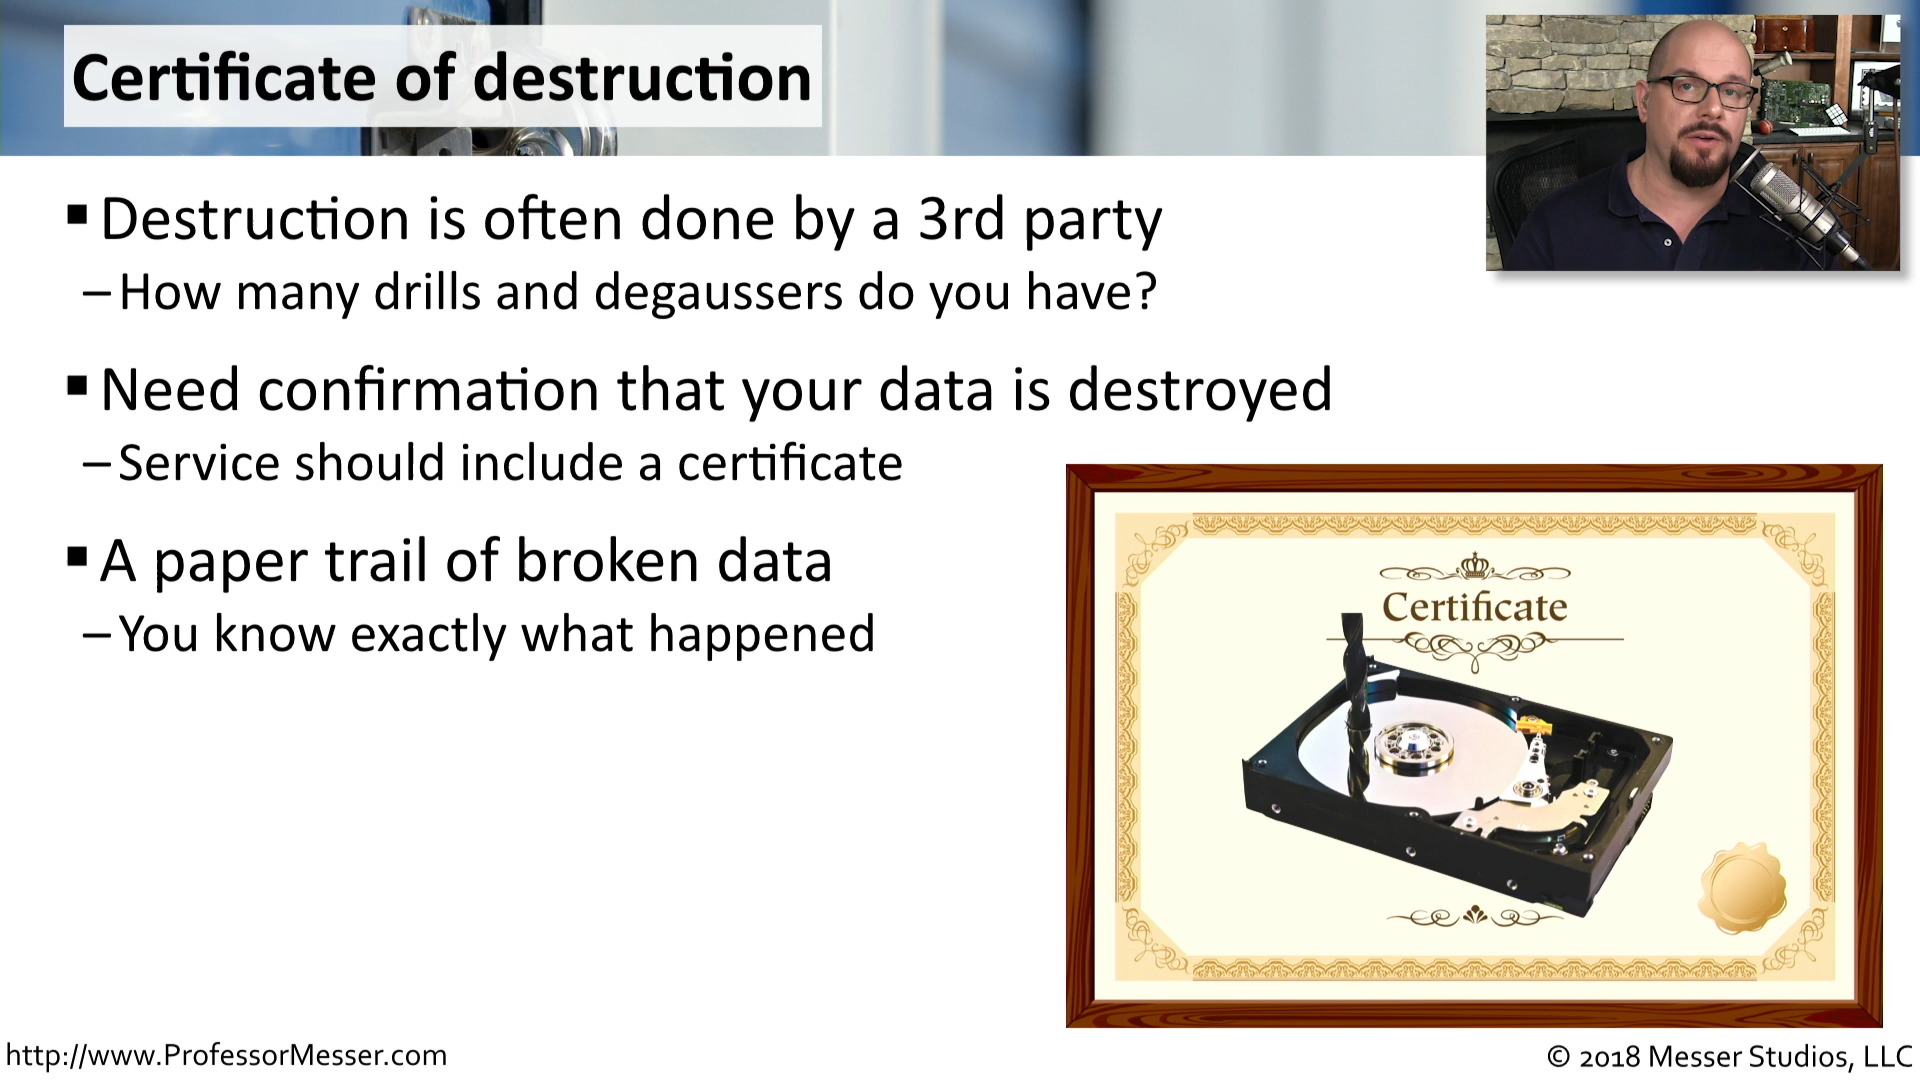 Certificate of destruction
▪ Destruction is often done by a 3rd party
– How many drills and degaussers do you have?
▪ Need confirmation that your data is destroyed
– Service should include a certificate
▪ A paper trail of broken data
– You know exactly what happened
Certificate
http://www.ProfessorMesser.com
© 2018 Messer Studios, LLC